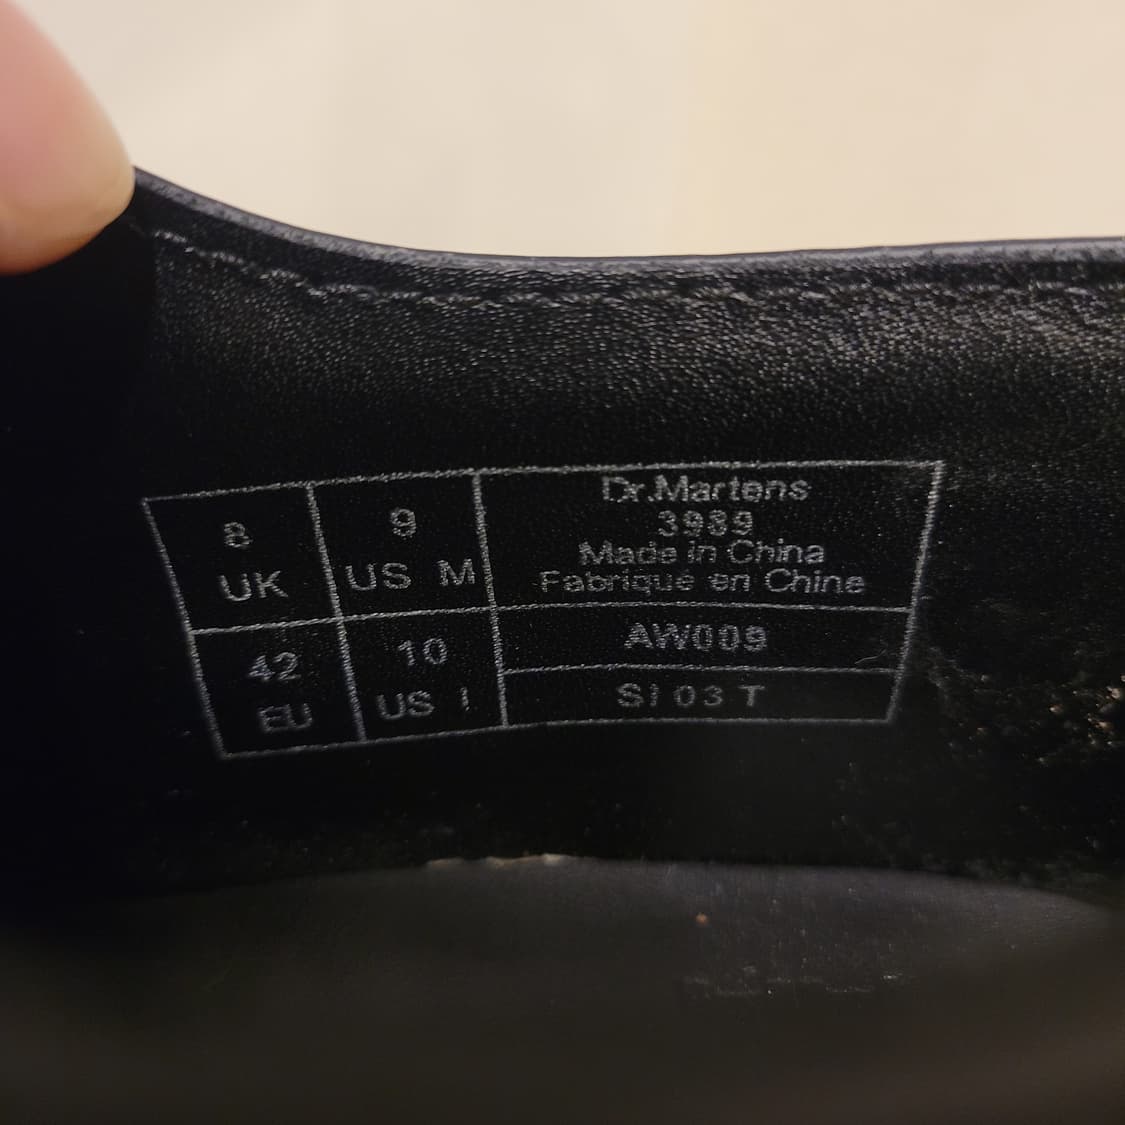 8
UK
9
US M
42
EU
10
US
Dr.Martens
3989
Made in China
Fabriqué en Chine
AW009
SI 03 T